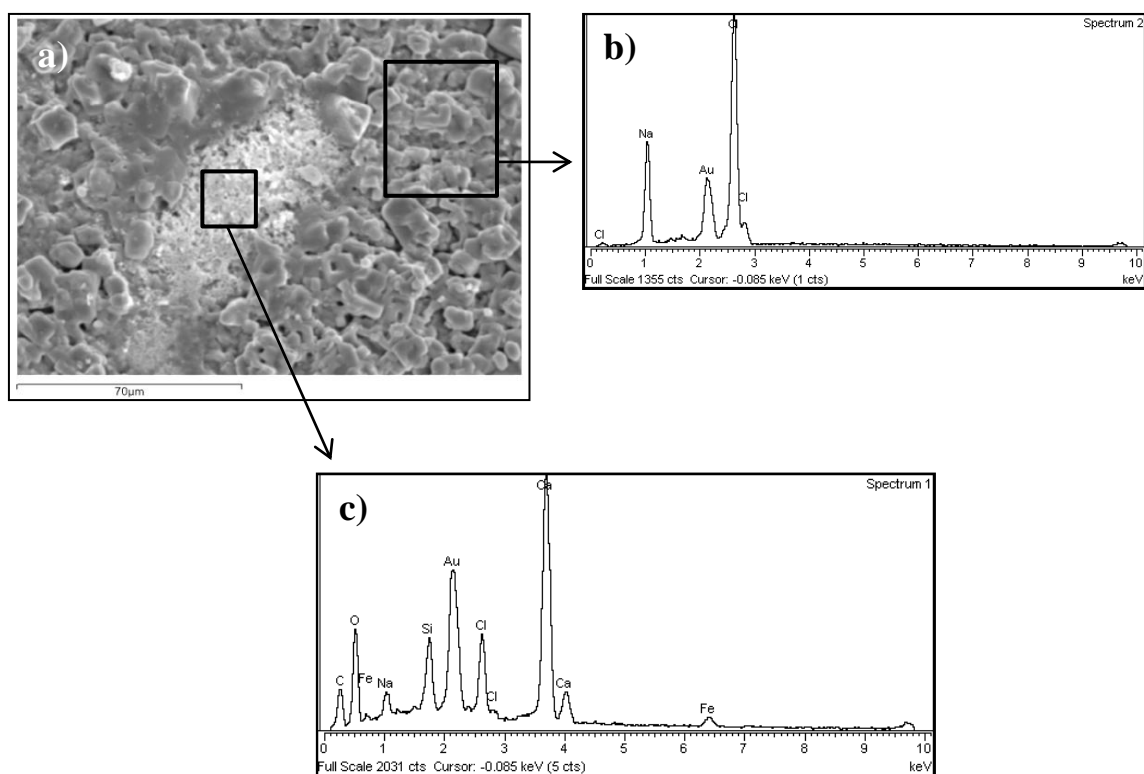 a)
70µm
b)
Spectrum 2
Cl
Na
Au
Cl
Cl
0 1 2 3 4 5 6 7 8 9 10
Full Scale 1355 cts Cursor: -0.085 keV (1 cts)
keV
c)
Spectrum 1
Ca
Au
O
Si
Cl
C
Fe
Na
Cl
Ca
Fe
0 1 2 3 4 5 6 7 8 9 10
Full Scale 2031 cts Cursor: -0.085 keV (5 cts)
keV